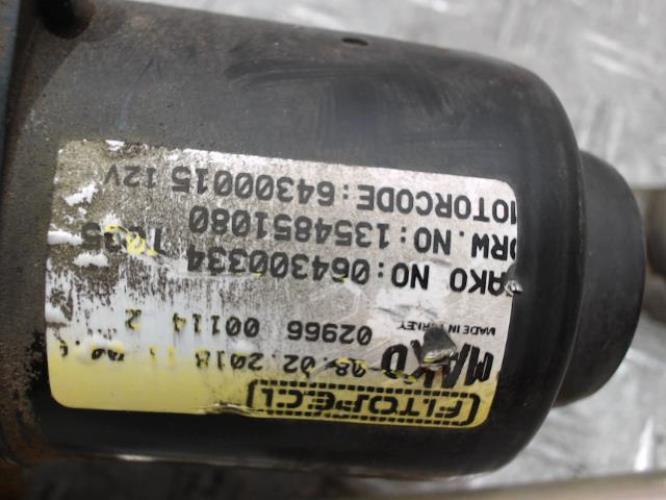 MAKO 08.02.2018
MADE IN TURKEY 02966 00114 2
MAKO NO:064300334
DRW.NO:1354851080
MOTORCODE:64300015 12V